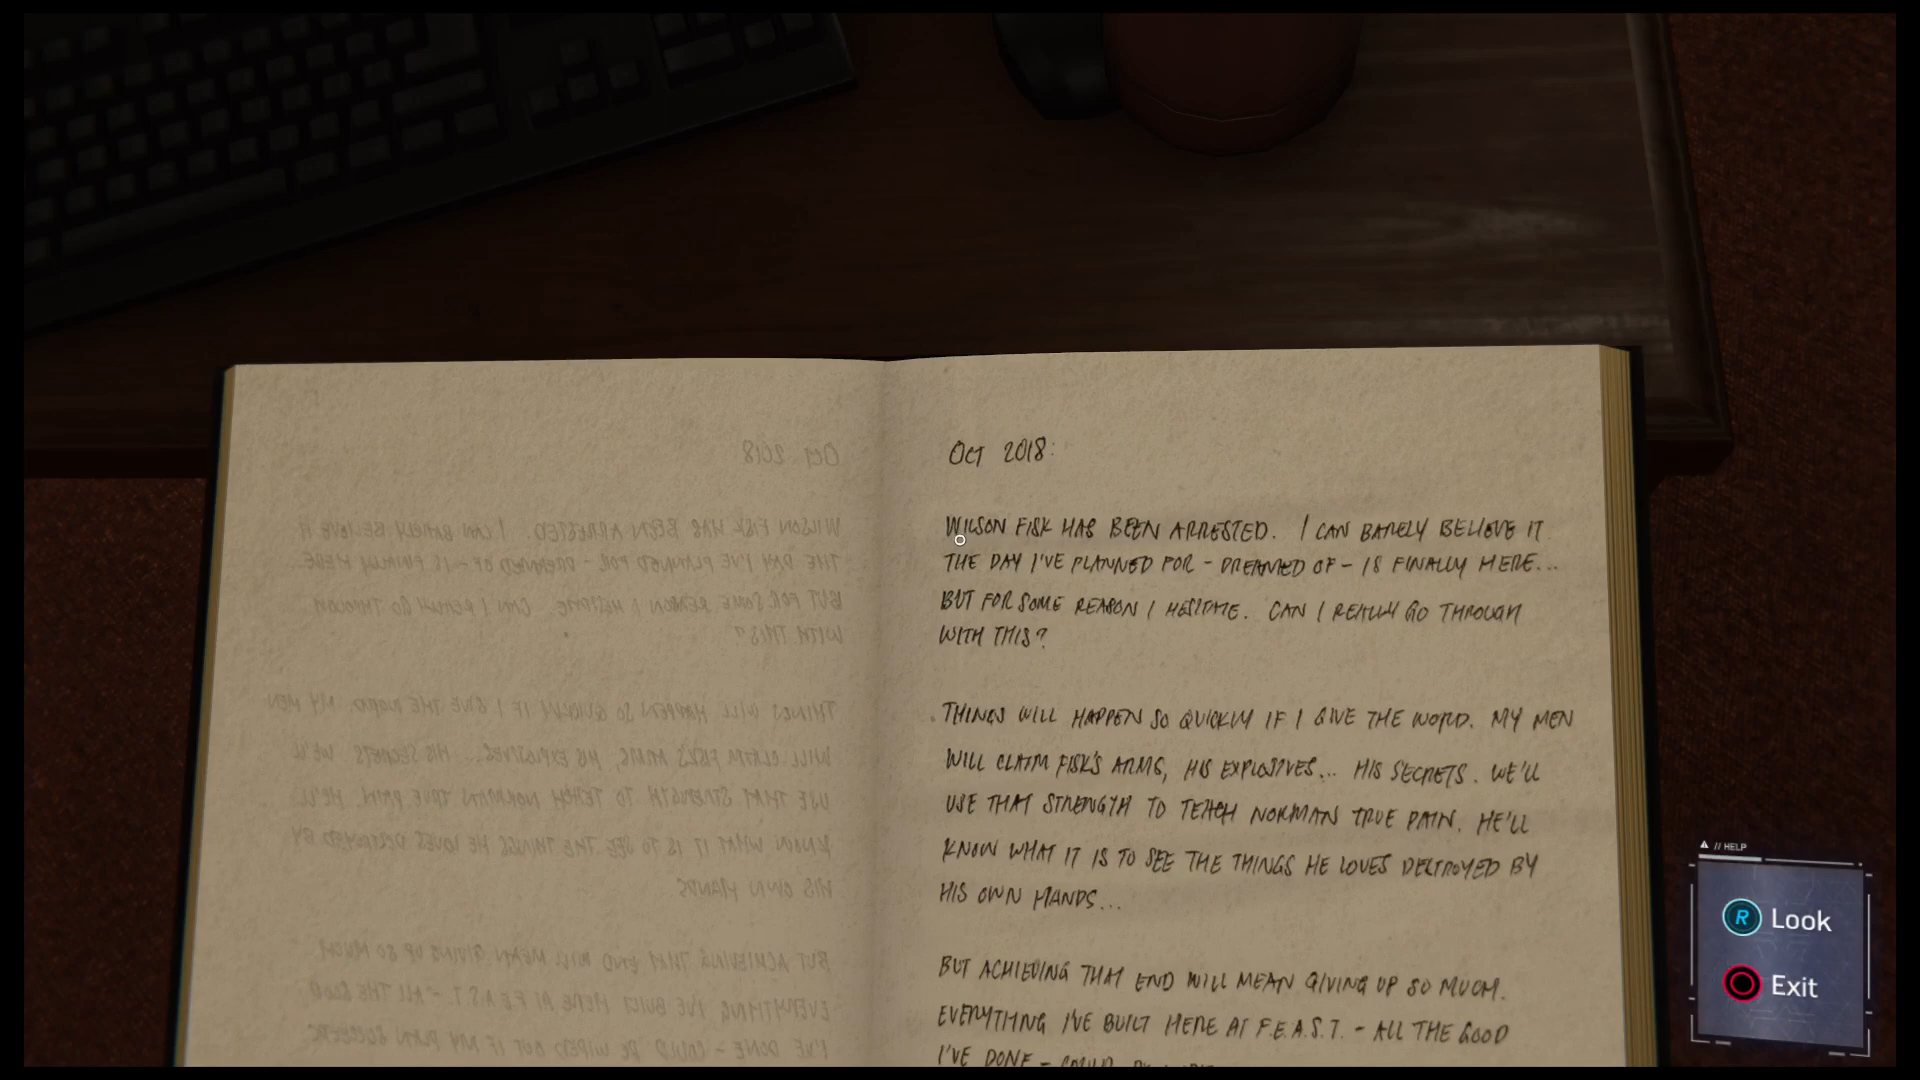 Oct 2018:
WILSON FISK HAS BEEN ARRESTED. I CAN BARELY BELIEVE IT
THE DAY I'VE PLANNED FOR - DREAMED OF - IS FINALLY HERE...
BUT FOR SOME REASON I HESITATE. CAN I REALLY GO THROUGH
WITH THIS?
THINGS WILL HAPPEN SO QUICKLY IF I GIVE THE WORD. MY MEN
WILL CLAIM FISK'S ARMS, HIS EXPLOSIVES... HIS SECRETS. WE'LL
USE THAT STRENGTH TO TEACH NORMAN TRUE PAIN. HE'LL
KNOW WHAT IT IS TO SEE THE THINGS HE LOVES DESTROYED BY
HIS OWN HANDS...
BUT ACHIEVING THAT END WILL MEAN GIVING UP SO MUCH.
EVERYTHING I'VE BUILT HERE AT F.E.A.S.T. - ALL THE GOOD
I'VE DONE - COULD
// HELP
R Look
Exit